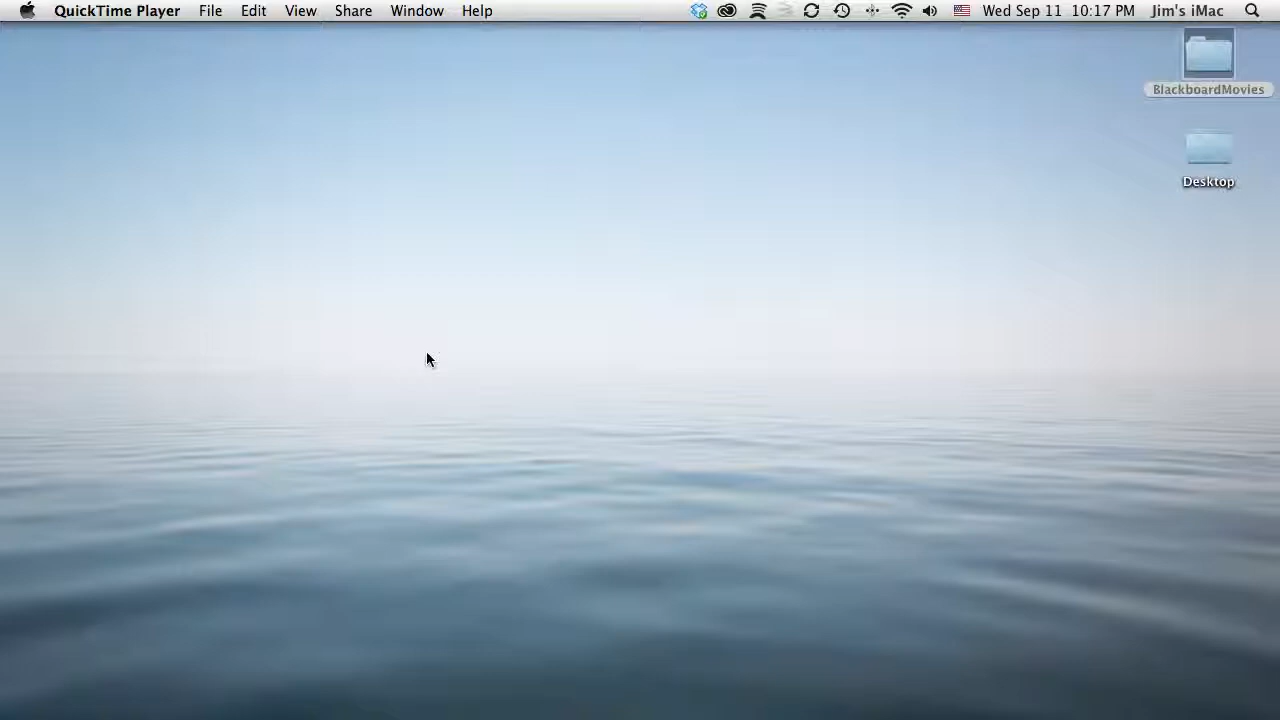 QuickTime Player File Edit View Share Window Help Wed Sep 11 10:17 PM Jim's iMac
BlackboardMovies
Desktop